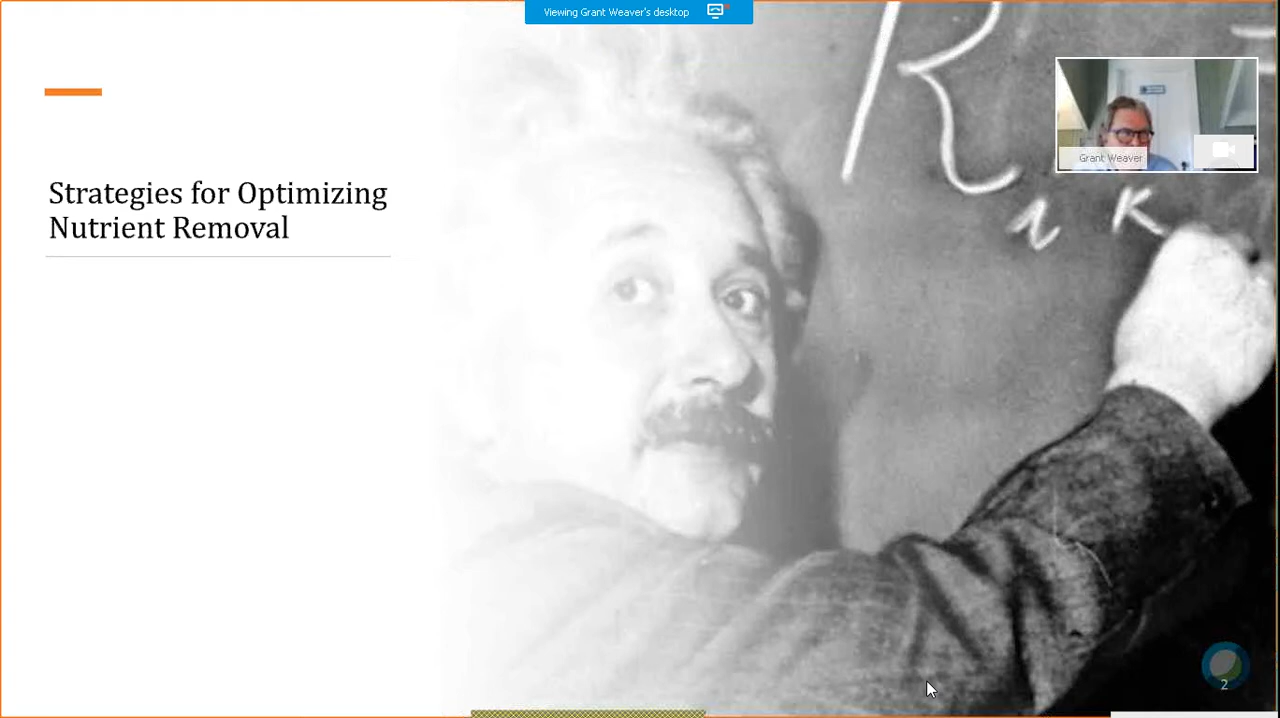 Viewing Grant Weaver's desktop
Strategies for Optimizing
Nutrient Removal
R
N K
Grant Weaver
2